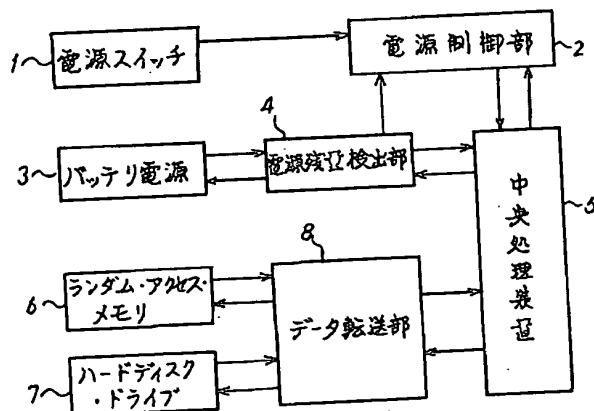 1
電源スイッチ
電源制御部
2
3
バッテリ電源
4
電源残量検出部
中央処理装置
5
6
ランダム・アクセス・
メモリ
8
データ転送部
7
ハードディスク
・ドライブ